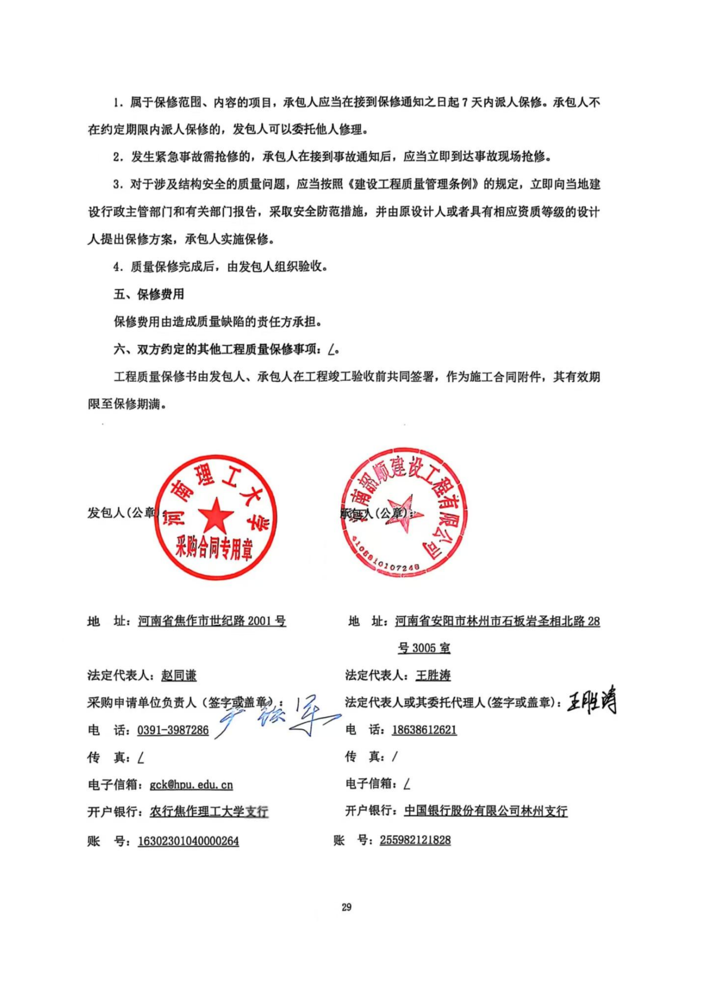 1. 属于保修范围、内容的项目，承包人应当在接到保修通知之日起 7 天内派人保修。承包人不
在约定期限内派人保修的，发包人可以委托他人修理。
2. 发生紧急事故需抢修的，承包人在接到事故通知后，应当立即到达事故现场抢修。
3. 对于涉及结构安全的质量问题，应当按照《建设工程质量管理条例》的规定，立即向当地建
设行政主管部门和有关部门报告，采取安全防范措施，并由原设计人或者具有相应资质等级的设计
人提出保修方案，承包人实施保修。
4. 质量保修完成后，由发包人组织验收。
五、保修费用
保修费用由造成质量缺陷的责任方承担。
六、双方约定的其他工程质量保修事项：/。
工程质量保修书由发包人、承包人在工程竣工验收前共同签署，作为施工合同附件，其有效期
限至保修期满。
发包人(公章)：
河南理工大学
采购合同专用章
承包人(公章)：
河南韶顺建设工程有限公司
地 址：河南省焦作市世纪路 2001 号
地 址：河南省安阳市林州市石板岩圣相北路 28
号 3005 室
法定代表人：赵同谦
法定代表人：王胜涛
采购申请单位负责人（签字或盖章）：
法定代表人或其委托代理人(签字或盖章)：王胜涛
电 话：0391-3987286
电 话：18638612621
传 真：/
传 真：/
电子信箱：gck@hpu.edu.cn
电子信箱：/
开户银行：农行焦作理工大学支行
开户银行：中国银行股份有限公司林州支行
账 号：16302301040000264
账 号：255982121828
29